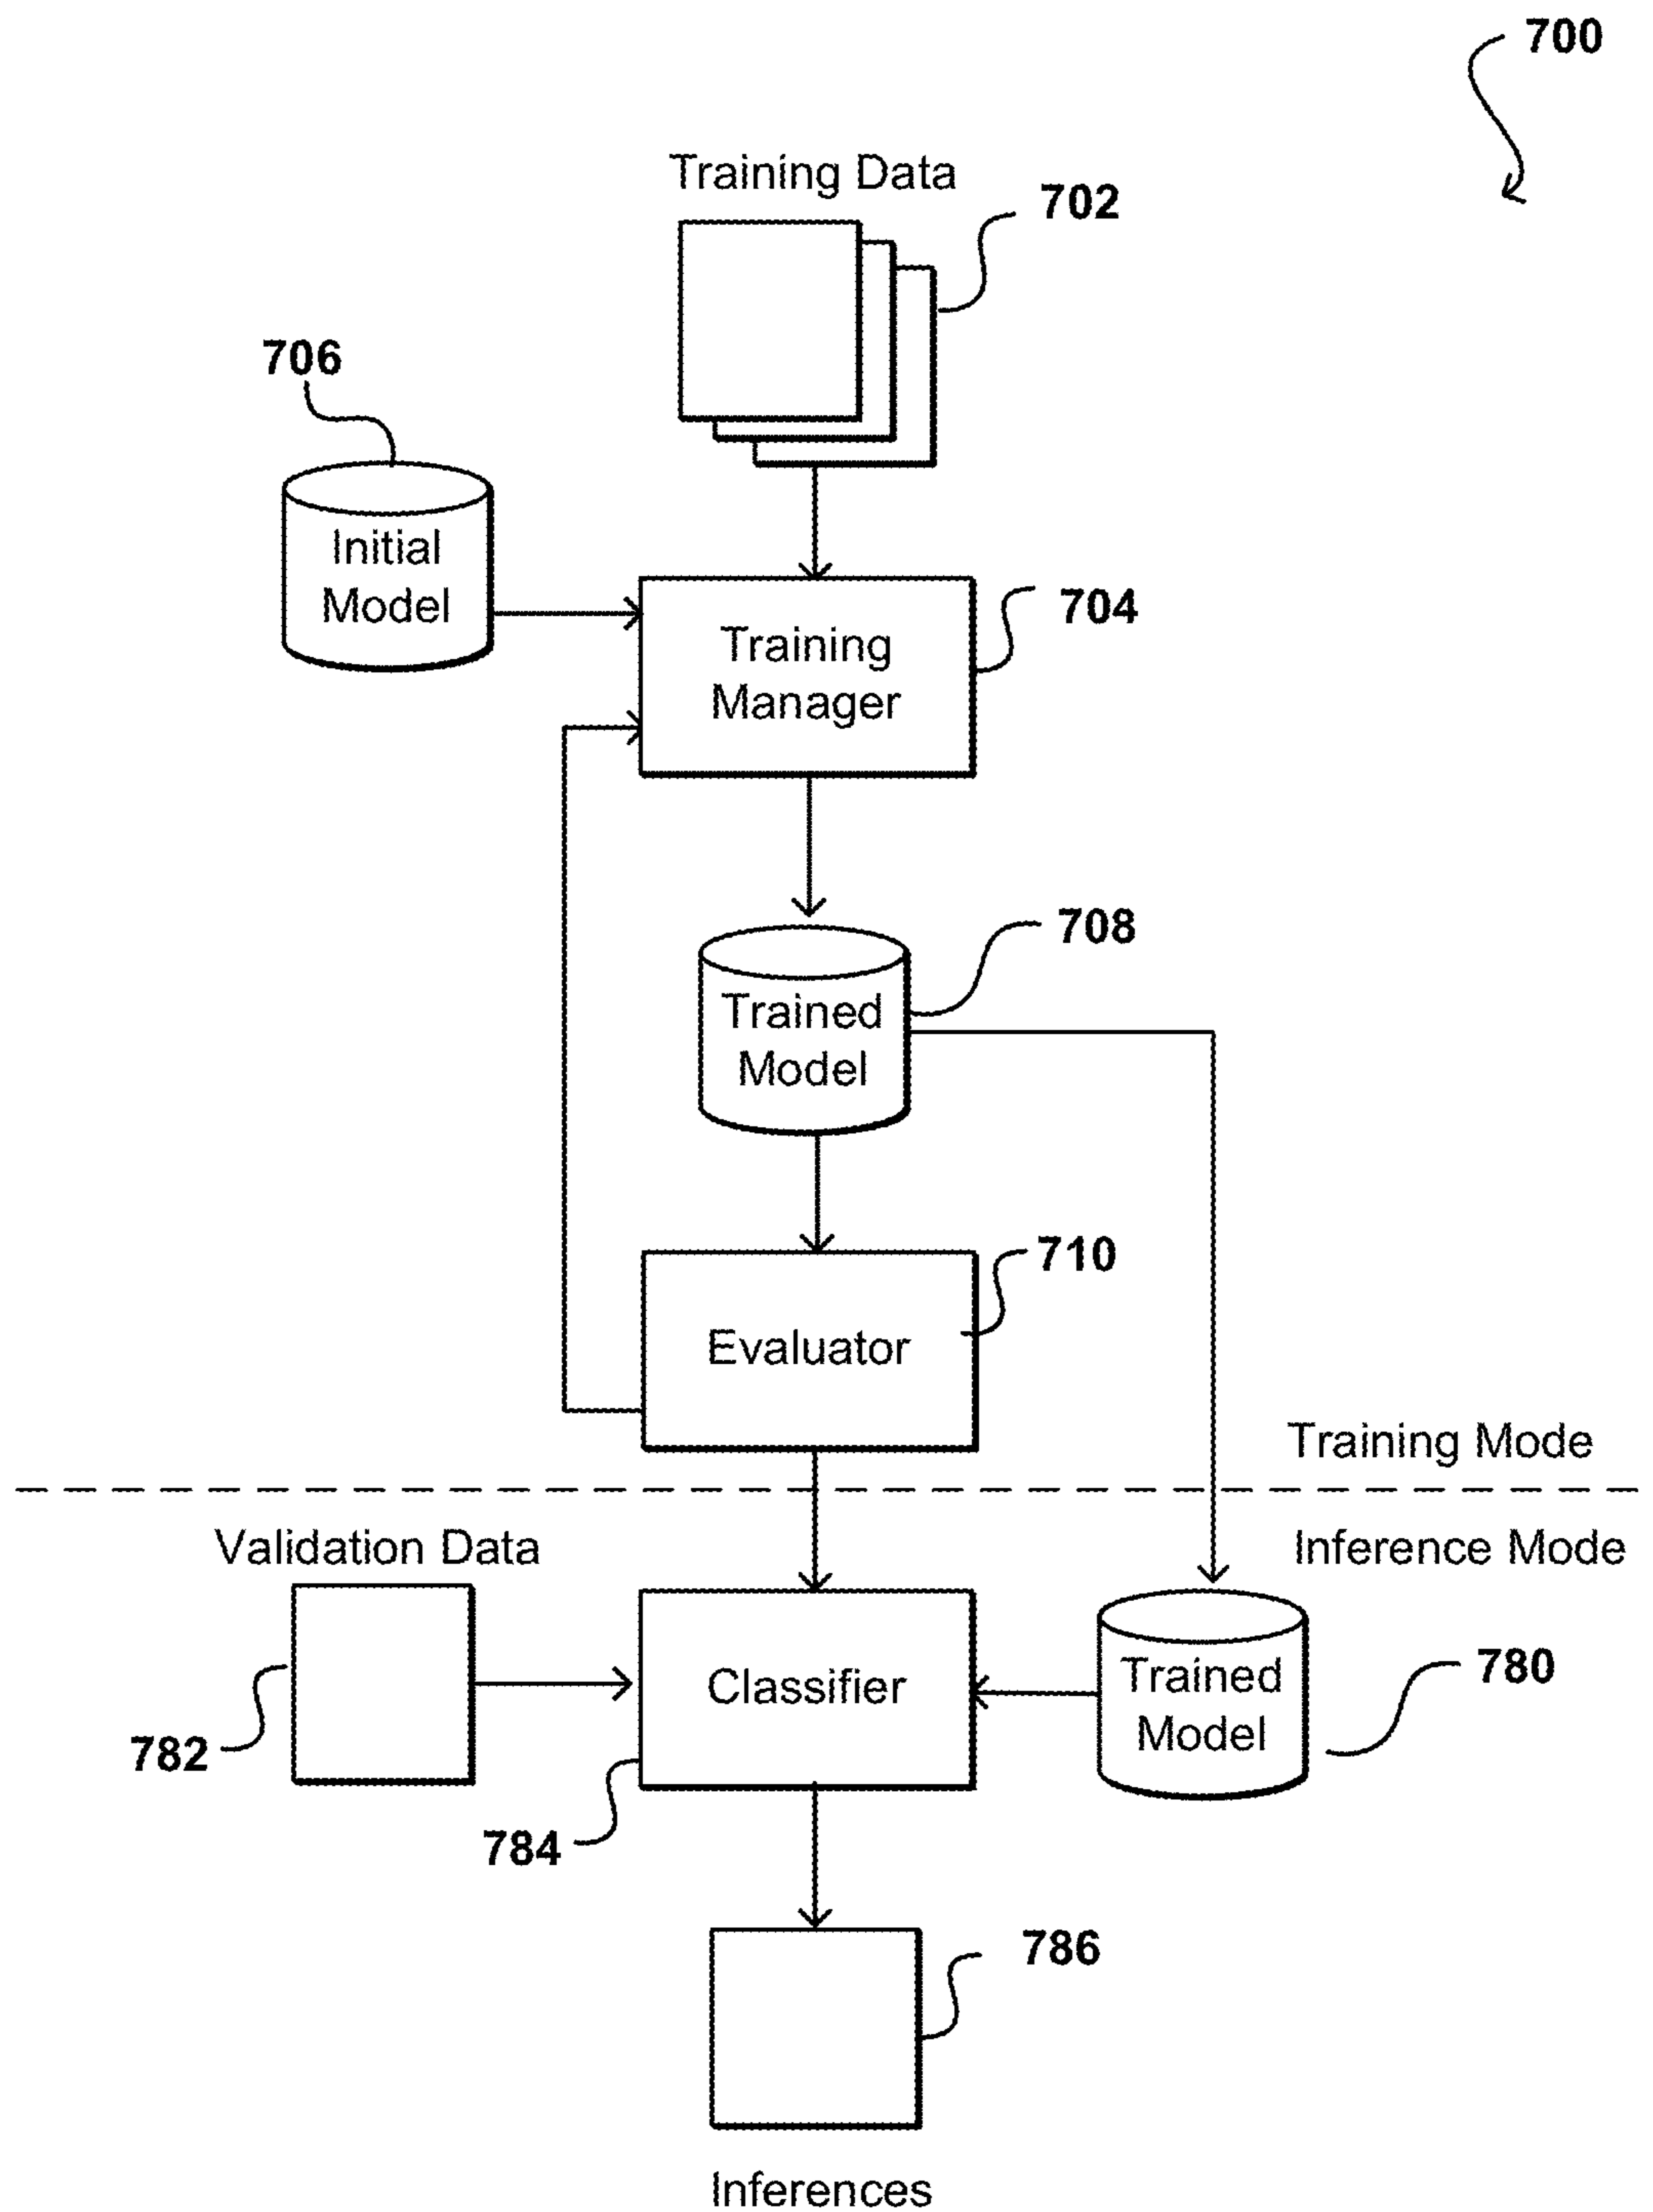 700
Training Data
702
706
Initial
Model
704
Training
Manager
708
Trained
Model
710
Evaluator
Training Mode
Validation Data
Inference Mode
Classifier
Trained
Model
780
782
784
786
Inferences